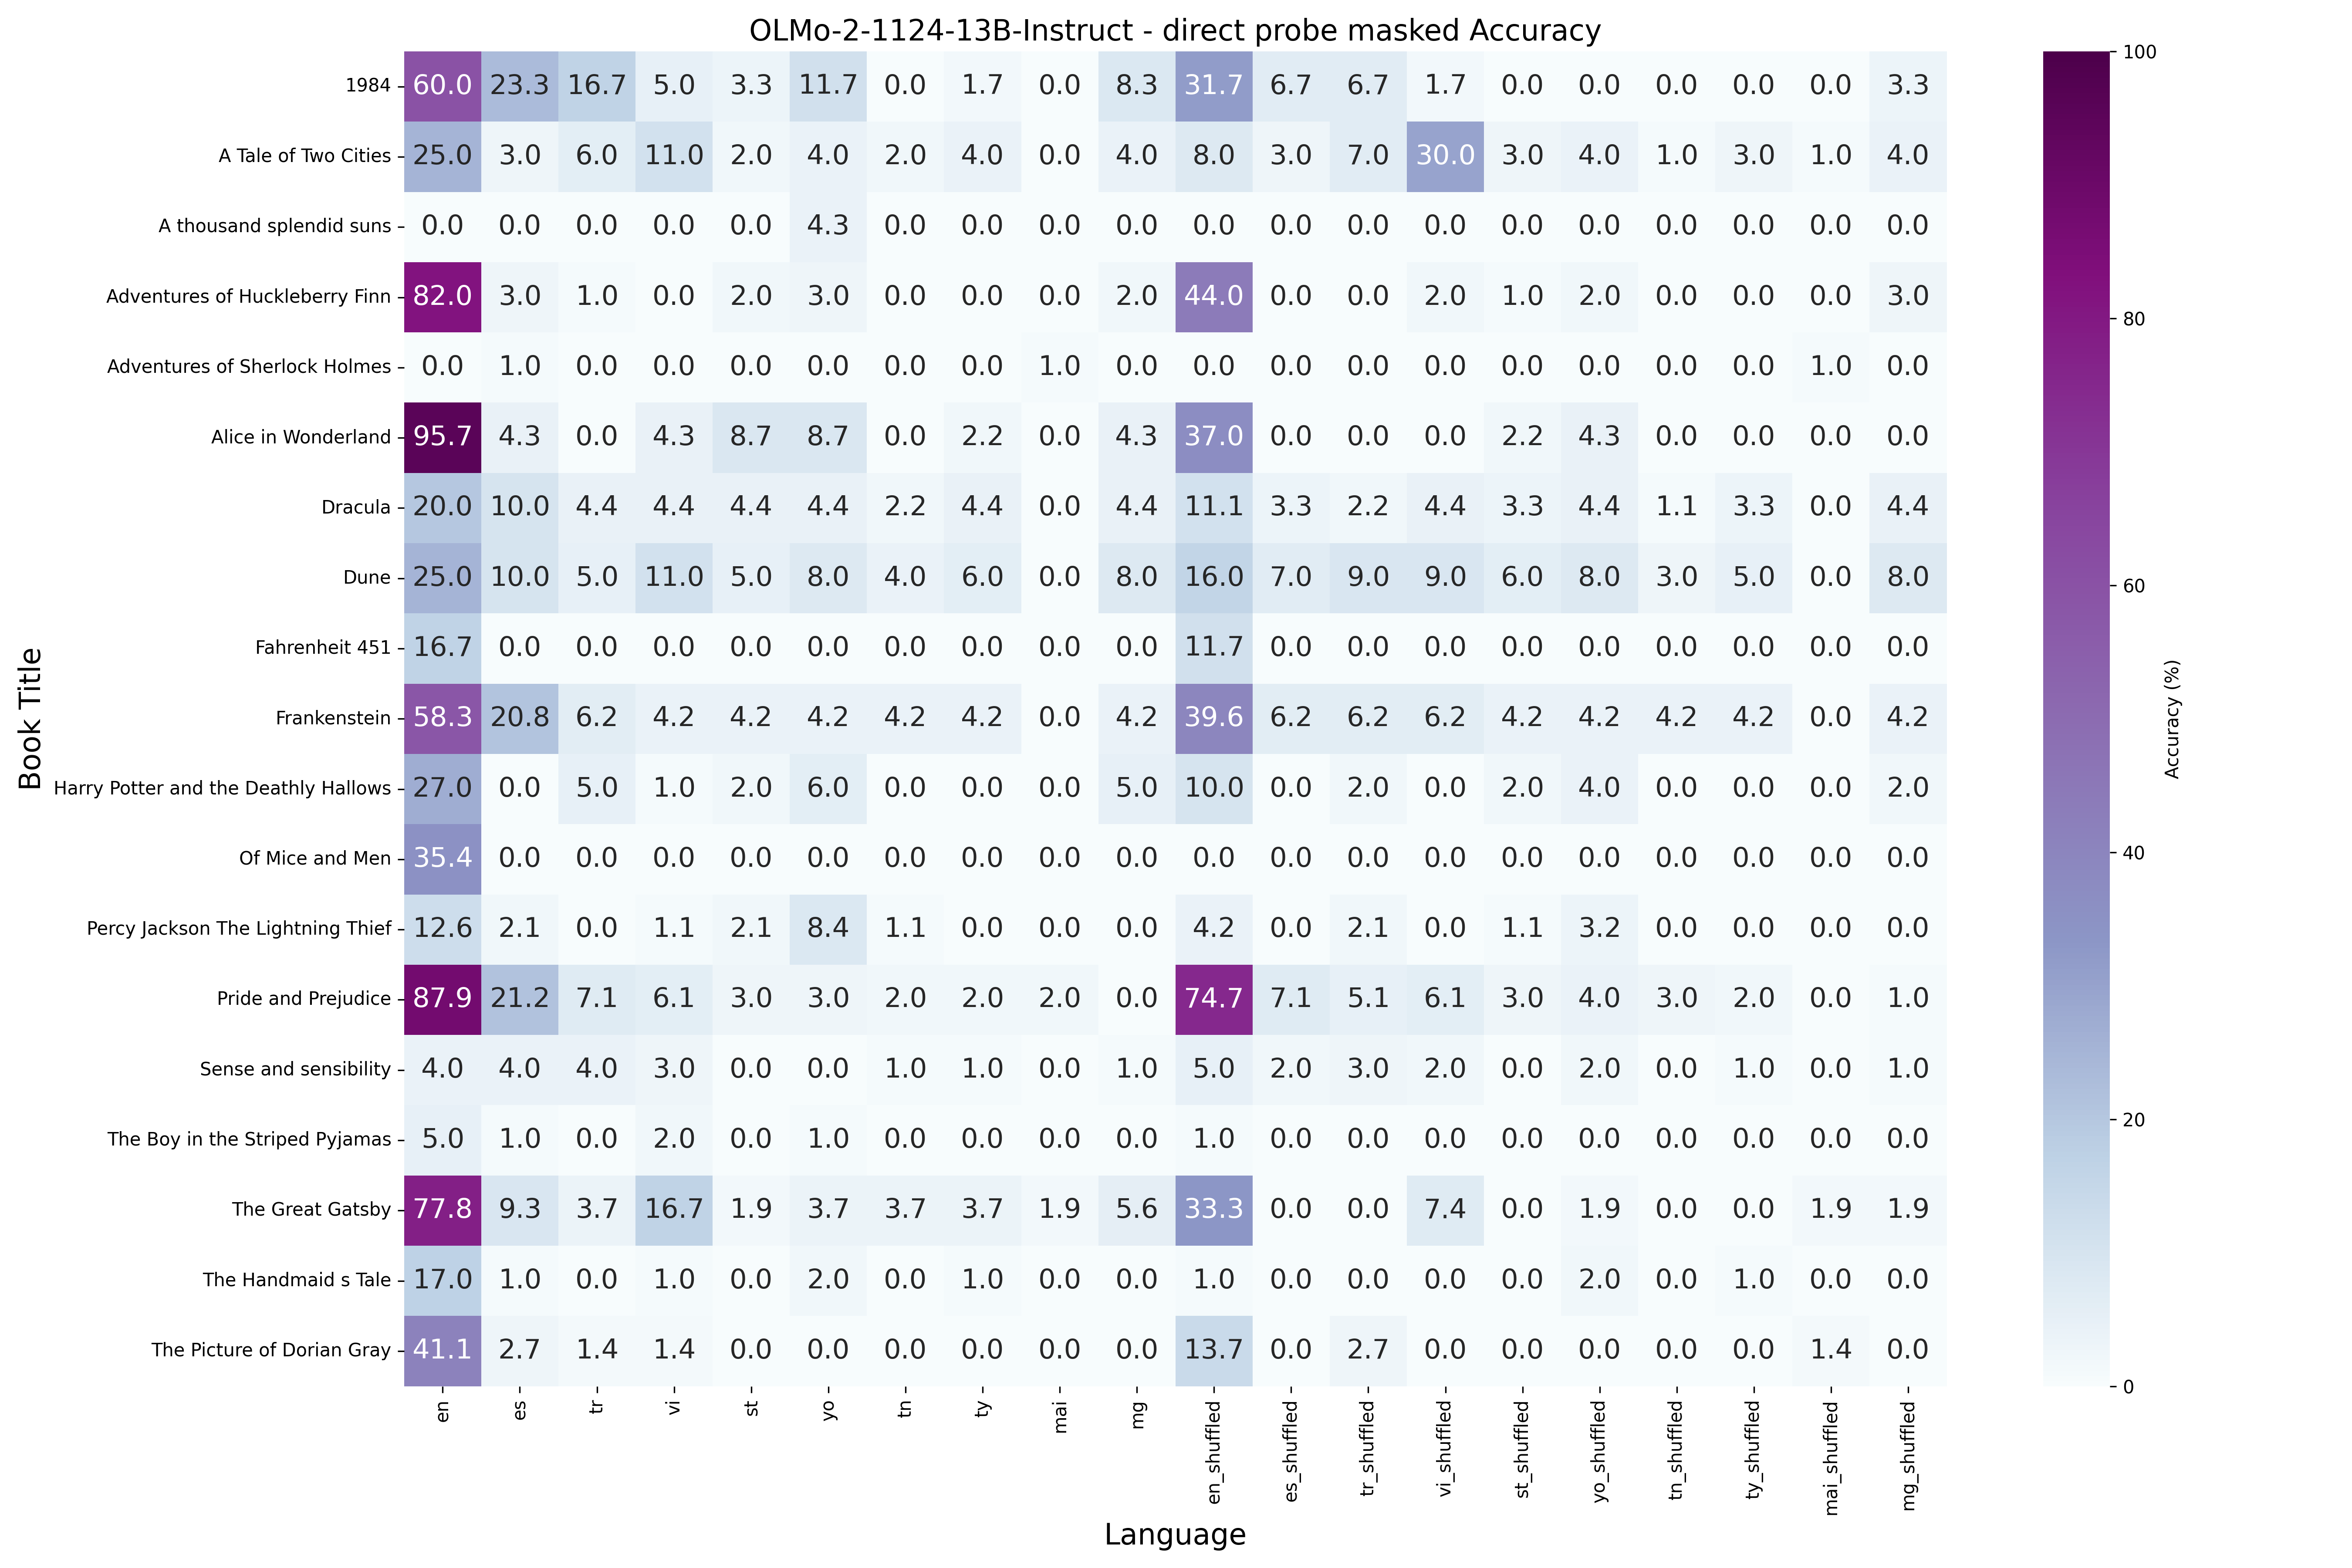 OLMo-2-1124-13B-Instruct - direct probe masked Accuracy
Book Title
1984 60.0 23.3 16.7 5.0 3.3 11.7 0.0 1.7 0.0 8.3 31.7 6.7 6.7 1.7 0.0 0.0 0.0 0.0 0.0 3.3
A Tale of Two Cities 25.0 3.0 6.0 11.0 2.0 4.0 2.0 4.0 0.0 4.0 8.0 3.0 7.0 30.0 3.0 4.0 1.0 3.0 1.0 4.0
A thousand splendid suns 0.0 0.0 0.0 0.0 0.0 4.3 0.0 0.0 0.0 0.0 0.0 0.0 0.0 0.0 0.0 0.0 0.0 0.0 0.0 0.0
Adventures of Huckleberry Finn 82.0 3.0 1.0 0.0 2.0 3.0 0.0 0.0 0.0 2.0 44.0 0.0 0.0 2.0 1.0 2.0 0.0 0.0 0.0 3.0
Adventures of Sherlock Holmes 0.0 1.0 0.0 0.0 0.0 0.0 0.0 0.0 1.0 0.0 0.0 0.0 0.0 0.0 0.0 0.0 0.0 0.0 1.0 0.0
Alice in Wonderland 95.7 4.3 0.0 4.3 8.7 8.7 0.0 2.2 0.0 4.3 37.0 0.0 0.0 0.0 2.2 4.3 0.0 0.0 0.0 0.0
Dracula 20.0 10.0 4.4 4.4 4.4 4.4 2.2 4.4 0.0 4.4 11.1 3.3 2.2 4.4 3.3 4.4 1.1 3.3 0.0 4.4
Dune 25.0 10.0 5.0 11.0 5.0 8.0 4.0 6.0 0.0 8.0 16.0 7.0 9.0 9.0 6.0 8.0 3.0 5.0 0.0 8.0
Fahrenheit 451 16.7 0.0 0.0 0.0 0.0 0.0 0.0 0.0 0.0 0.0 11.7 0.0 0.0 0.0 0.0 0.0 0.0 0.0 0.0 0.0
Frankenstein 58.3 20.8 6.2 4.2 4.2 4.2 4.2 4.2 0.0 4.2 39.6 6.2 6.2 6.2 4.2 4.2 4.2 4.2 0.0 4.2
Harry Potter and the Deathly Hallows 27.0 0.0 5.0 1.0 2.0 6.0 0.0 0.0 0.0 5.0 10.0 0.0 2.0 0.0 2.0 4.0 0.0 0.0 0.0 2.0
Of Mice and Men 35.4 0.0 0.0 0.0 0.0 0.0 0.0 0.0 0.0 0.0 0.0 0.0 0.0 0.0 0.0 0.0 0.0 0.0 0.0 0.0
Percy Jackson The Lightning Thief 12.6 2.1 0.0 1.1 2.1 8.4 1.1 0.0 0.0 0.0 4.2 0.0 2.1 0.0 1.1 3.2 0.0 0.0 0.0 0.0
Pride and Prejudice 87.9 21.2 7.1 6.1 3.0 3.0 2.0 2.0 2.0 0.0 74.7 7.1 5.1 6.1 3.0 4.0 3.0 2.0 0.0 1.0
Sense and sensibility 4.0 4.0 4.0 3.0 0.0 0.0 1.0 1.0 0.0 1.0 5.0 2.0 3.0 2.0 0.0 2.0 0.0 1.0 0.0 1.0
The Boy in the Striped Pyjamas 5.0 1.0 0.0 2.0 0.0 1.0 0.0 0.0 0.0 0.0 1.0 0.0 0.0 0.0 0.0 0.0 0.0 0.0 0.0 0.0
The Great Gatsby 77.8 9.3 3.7 16.7 1.9 3.7 3.7 3.7 1.9 5.6 33.3 0.0 0.0 7.4 0.0 1.9 0.0 0.0 1.9 1.9
The Handmaid s Tale 17.0 1.0 0.0 1.0 0.0 2.0 0.0 1.0 0.0 0.0 1.0 0.0 0.0 0.0 0.0 2.0 0.0 1.0 0.0 0.0
The Picture of Dorian Gray 41.1 2.7 1.4 1.4 0.0 0.0 0.0 0.0 0.0 0.0 13.7 0.0 2.7 0.0 0.0 0.0 0.0 0.0 1.4 0.0
en es tr vi st yo tn ty mai mg en_shuffled es_shuffled tr_shuffled vi_shuffled st_shuffled yo_shuffled tn_shuffled ty_shuffled mai_shuffled mg_shuffled
Language
100
80
60
40
20
0
Accuracy (%)